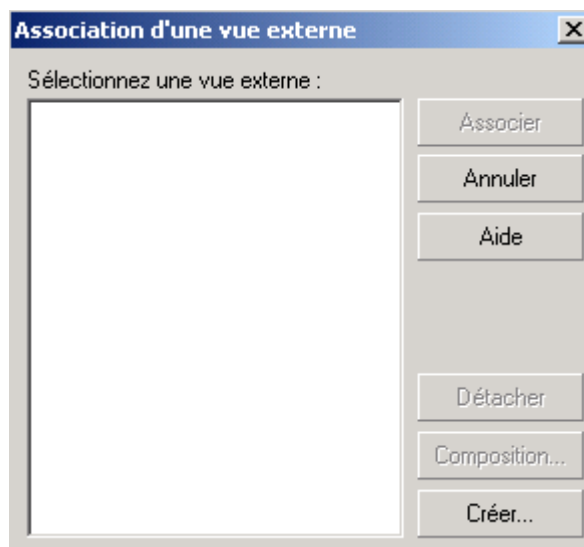 Association d'une vue externe
Sélectionnez une vue externe :
Associer
Annuler
Aide
Détacher
Composition...
Créer...